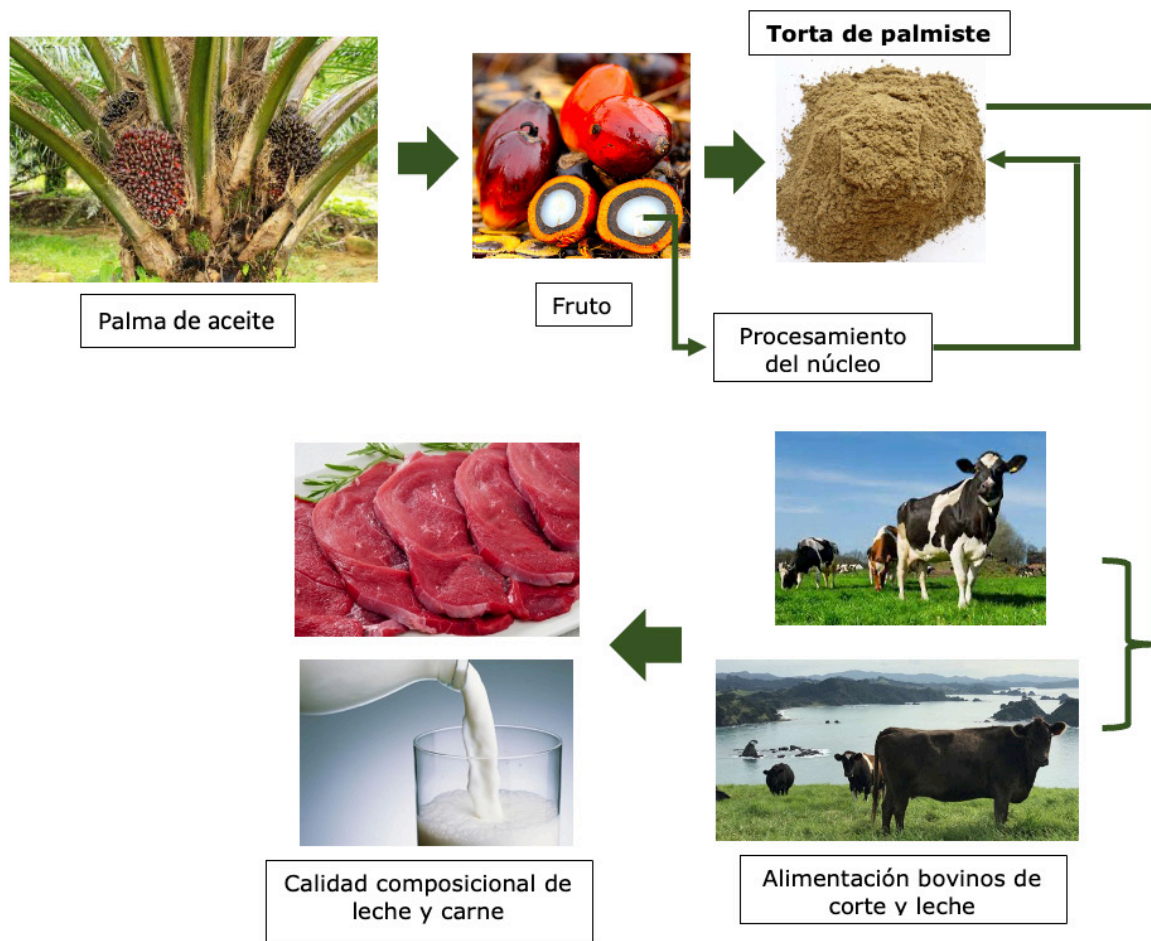 Torta de palmiste
Palma de aceite
Fruto
Procesamiento
del núcleo
Calidad composicional de
leche y carne
Alimentación bovinos de
corte y leche